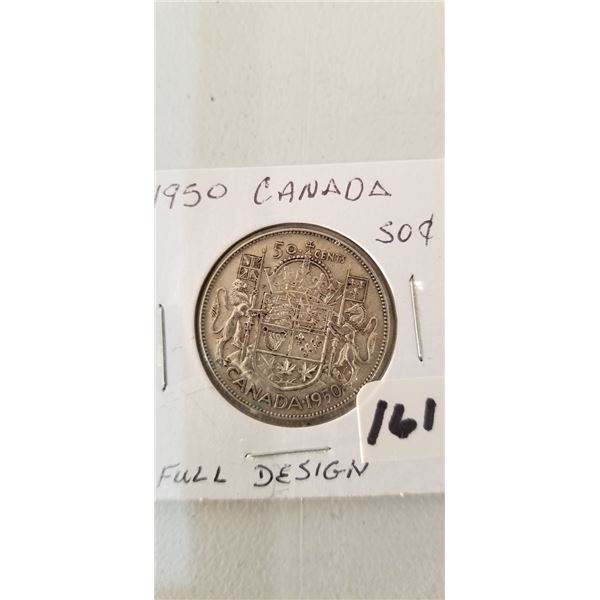 1950 CANADA
50¢
50 CENTS
CANADA 1950
161
FULL DESIGN